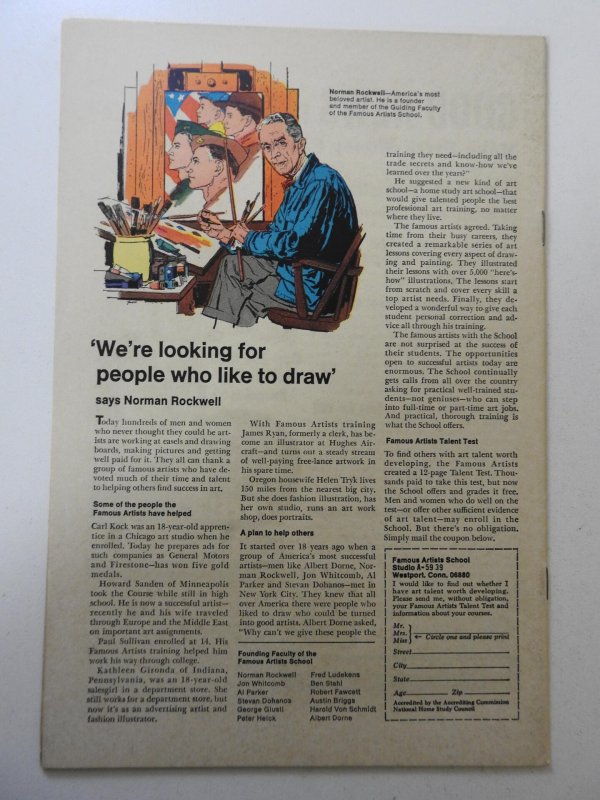 Norman Rockwell—America's most
beloved artist. He is a founder
and member of the Guiding Faculty
of the Famous Artists School.
'We're looking for
people who like to draw'
says Norman Rockwell
Today hundreds of men and women
who never thought they could be art-
ists are working at easels and drawing
boards, making pictures and getting
well paid for it. They all can thank a
group of famous artists who have de-
voted much of their time and talent
to helping others find success in art.
Some of the people the
Famous Artists have helped
Carl Kock was an 18-year-old appren-
tice in a Chicago art studio when he
enrolled. Today he prepares ads for
such companies as General Motors
and Firestone—has won five gold
medals.
Howard Sanden of Minneapolis
took the Course while still in high
school. He is now a successful artist—
recently he and his wife traveled
through Europe and the Middle East
on important art assignments.
Paul Sullivan enrolled at 14. His
Famous Artists training helped him
work his way through college.
Kathleen Gironda of Indiana,
Pennsylvania, was an 18-year-old
salesgirl in a department store. She
still works for a department store, but
now it's as an advertising artist and
fashion illustrator.
With Famous Artists training
James Ryan, formerly a clerk, has be-
come an illustrator at Hughes Air-
craft—and turns out a steady stream
of well-paying free-lance artwork in
his spare time.
Oregon housewife Helen Tryk lives
150 miles from the nearest big city.
But she does fashion illustration, has
her own studio, runs an art work
shop, does portraits.
A plan to help others
It started over 18 years ago when a
group of America's most successful
artists—men like Albert Dorne, Nor-
man Rockwell, Jon Whitcomb, Al
Parker and Stevan Dohanos—met in
New York City. They knew that all
over America there were people who
liked to draw who could be turned
into good artists. Albert Dorne asked,
"Why can't we give these people the
Founding Faculty of the
Famous Artists School
Norman Rockwell
Jon Whitcomb
Al Parker
Stevan Dohanos
George Giusti
Peter Helck
Fred Ludekens
Ben Stahl
Robert Fawcett
Austin Briggs
Harold Von Schmidt
Albert Dorne
training they need—including all the
trade secrets and know-how we've
learned over the years?"
He suggested a new kind of art
school—a home study art school—that
would give talented people the best
professional art training, no matter
where they live.
The famous artists agreed. Taking
time from their busy careers, they
created a remarkable series of art
lessons covering every aspect of draw-
ing and painting. They illustrated
their lessons with over 5,000 "here's-
how" illustrations. The lessons start
from scratch and cover every skill a
top artist needs. Finally, they de-
veloped a wonderful way to give each
student personal correction and ad-
vice all through his training.
The famous artists with the School
are not surprised at the success of
their students. The opportunities
open to successful artists today are
enormous. The School continually
gets calls from all over the country
asking for practical well-trained stu-
dents—not geniuses—who can step
into full-time or part-time art jobs.
And practical, thorough training is
what the School offers.
Famous Artists Talent Test
To find others with art talent worth
developing, the Famous Artists
created a 12-page Talent Test. Thou-
sands paid to take this test, but now
the School offers and grades it free.
Men and women who do well on the
test—or offer other sufficient evidence
of art talent—may enroll in the
School. But there's no obligation.
Simply mail the coupon below.
Famous Artists School
Studio A-5939
Westport, Conn. 06880
I would like to find out whether I
have art talent worth developing.
Please send me, without obligation,
your Famous Artists Talent Test and
information about your courses.
Mr.
Mrs. ← Circle one and please print
Miss
Street
City
State
Age Zip
Accredited by the Accrediting Commission
National Home Study Council